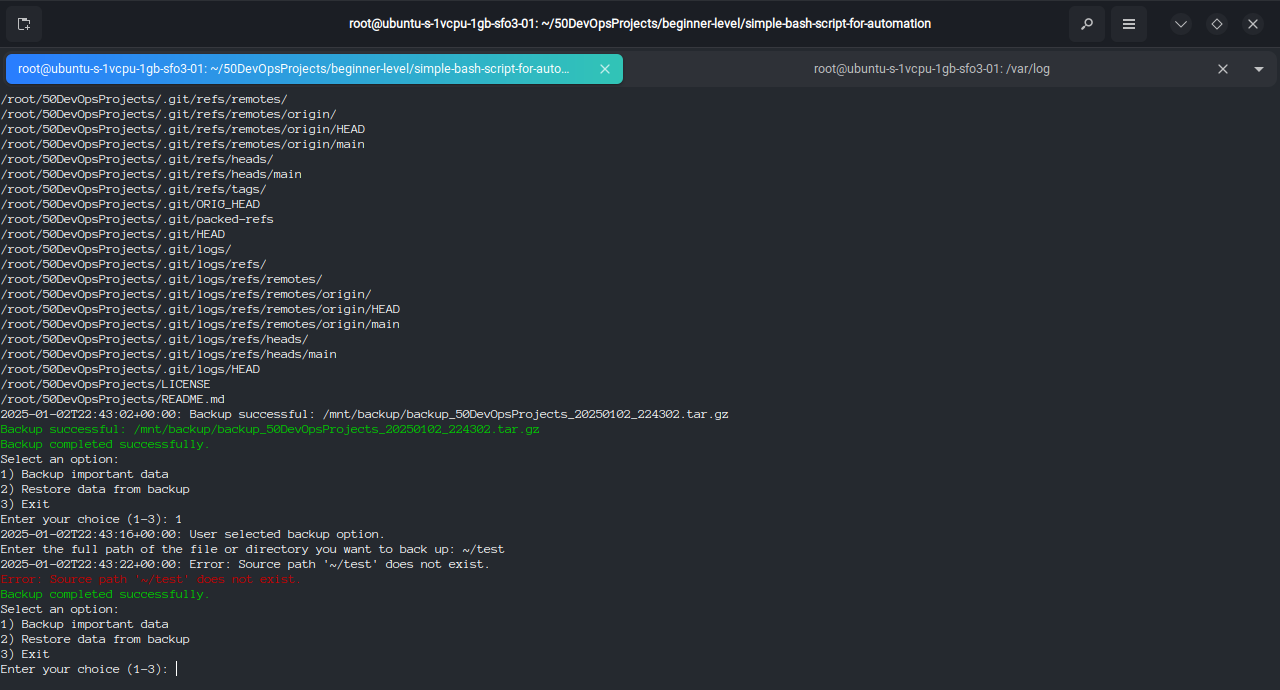 root@ubuntu-s-1vcpu-1gb-sfo3-01: ~/50DevOpsProjects/beginner-level/simple-bash-script-for-automation
root@ubuntu-s-1vcpu-1gb-sfo3-01: ~/50DevOpsProjects/beginner-level/simple-bash-script-for-auto...
root@ubuntu-s-1vcpu-1gb-sfo3-01: /var/log
/root/50DevOpsProjects/.git/refs/remotes/
/root/50DevOpsProjects/.git/refs/remotes/origin/
/root/50DevOpsProjects/.git/refs/remotes/origin/HEAD
/root/50DevOpsProjects/.git/refs/remotes/origin/main
/root/50DevOpsProjects/.git/refs/heads/
/root/50DevOpsProjects/.git/refs/heads/main
/root/50DevOpsProjects/.git/refs/tags/
/root/50DevOpsProjects/.git/ORIG_HEAD
/root/50DevOpsProjects/.git/packed-refs
/root/50DevOpsProjects/.git/HEAD
/root/50DevOpsProjects/.git/logs/
/root/50DevOpsProjects/.git/logs/refs/
/root/50DevOpsProjects/.git/logs/refs/remotes/
/root/50DevOpsProjects/.git/logs/refs/remotes/origin/
/root/50DevOpsProjects/.git/logs/refs/remotes/origin/HEAD
/root/50DevOpsProjects/.git/logs/refs/remotes/origin/main
/root/50DevOpsProjects/.git/logs/refs/heads/
/root/50DevOpsProjects/.git/logs/refs/heads/main
/root/50DevOpsProjects/.git/logs/HEAD
/root/50DevOpsProjects/LICENSE
/root/50DevOpsProjects/README.md
2025-01-02T22:43:02+00:00: Backup successful: /mnt/backup/backup_50DevOpsProjects_20250102_224302.tar.gz
Backup successful: /mnt/backup/backup_50DevOpsProjects_20250102_224302.tar.gz
Backup completed successfully.
Select an option:
1) Backup important data
2) Restore data from backup
3) Exit
Enter your choice (1-3): 1
2025-01-02T22:43:16+00:00: User selected backup option.
Enter the full path of the file or directory you want to back up: ~/test
2025-01-02T22:43:22+00:00: Error: Source path '~/test' does not exist.
Error: Source path '~/test' does not exist.
Backup completed successfully.
Select an option:
1) Backup important data
2) Restore data from backup
3) Exit
Enter your choice (1-3):